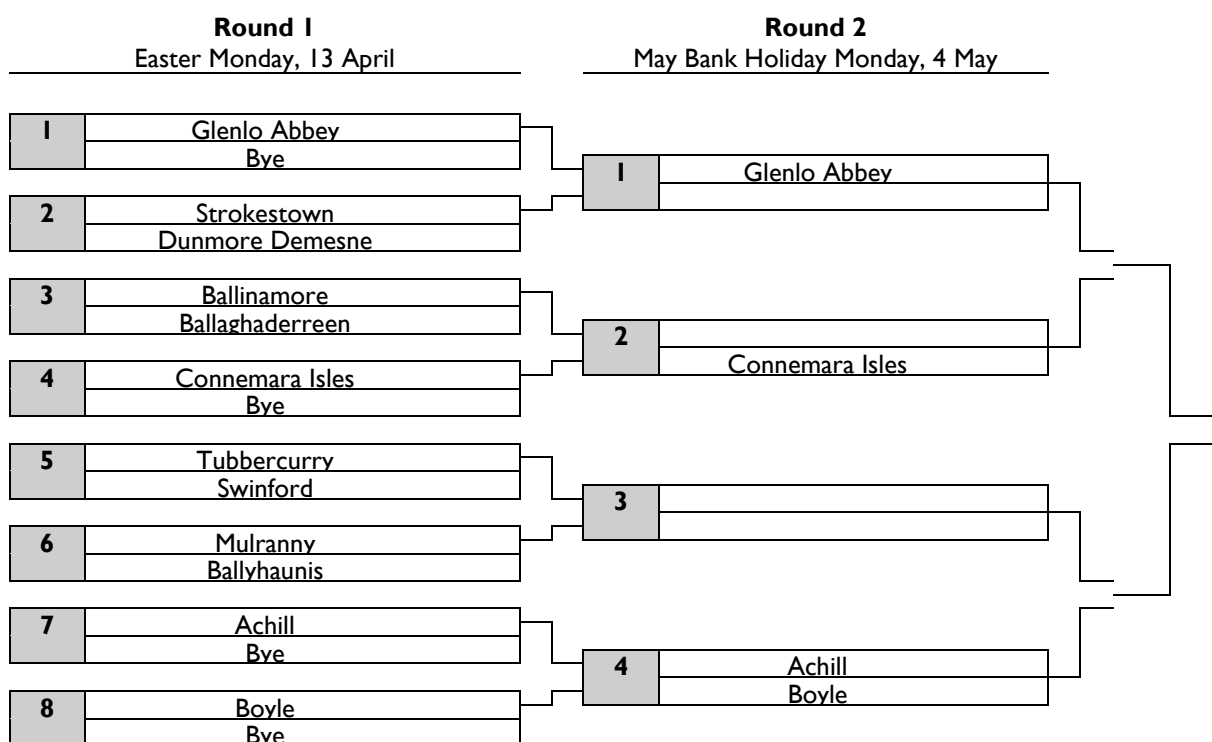 Round 1
Easter Monday, 13 April
Round 2
May Bank Holiday Monday, 4 May
1
Glenlo Abbey
Bye
2
Strokestown
Dunmore Demesne
3
Ballinamore
Ballaghaderreen
4
Connemara Isles
Bye
5
Tubbercurry
Swinford
6
Mulranny
Ballyhaunis
7
Achill
Bye
8
Boyle
Bye
1
Glenlo Abbey
2
Connemara Isles
3
4
Achill
Boyle